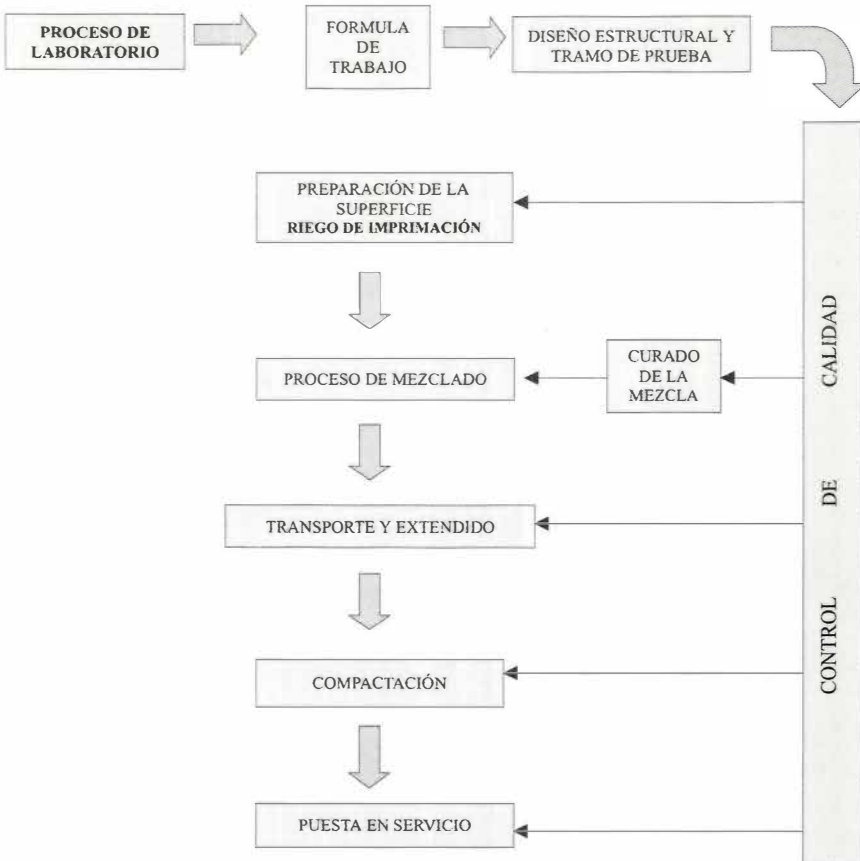 PROCESO DE
LABORATORIO
FORMULA
DE
TRABAJO
DISEÑO ESTRUCTURAL Y
TRAMO DE PRUEBA
PREPARACIÓN DE LA
SUPERFICIE
RIEGO DE IMPRIMACIÓN
PROCESO DE MEZCLADO
CURADO
DE LA
MEZCLA
TRANSPORTE Y EXTENDIDO
COMPACTACIÓN
PUESTA EN SERVICIO
CONTROL DE CALIDAD